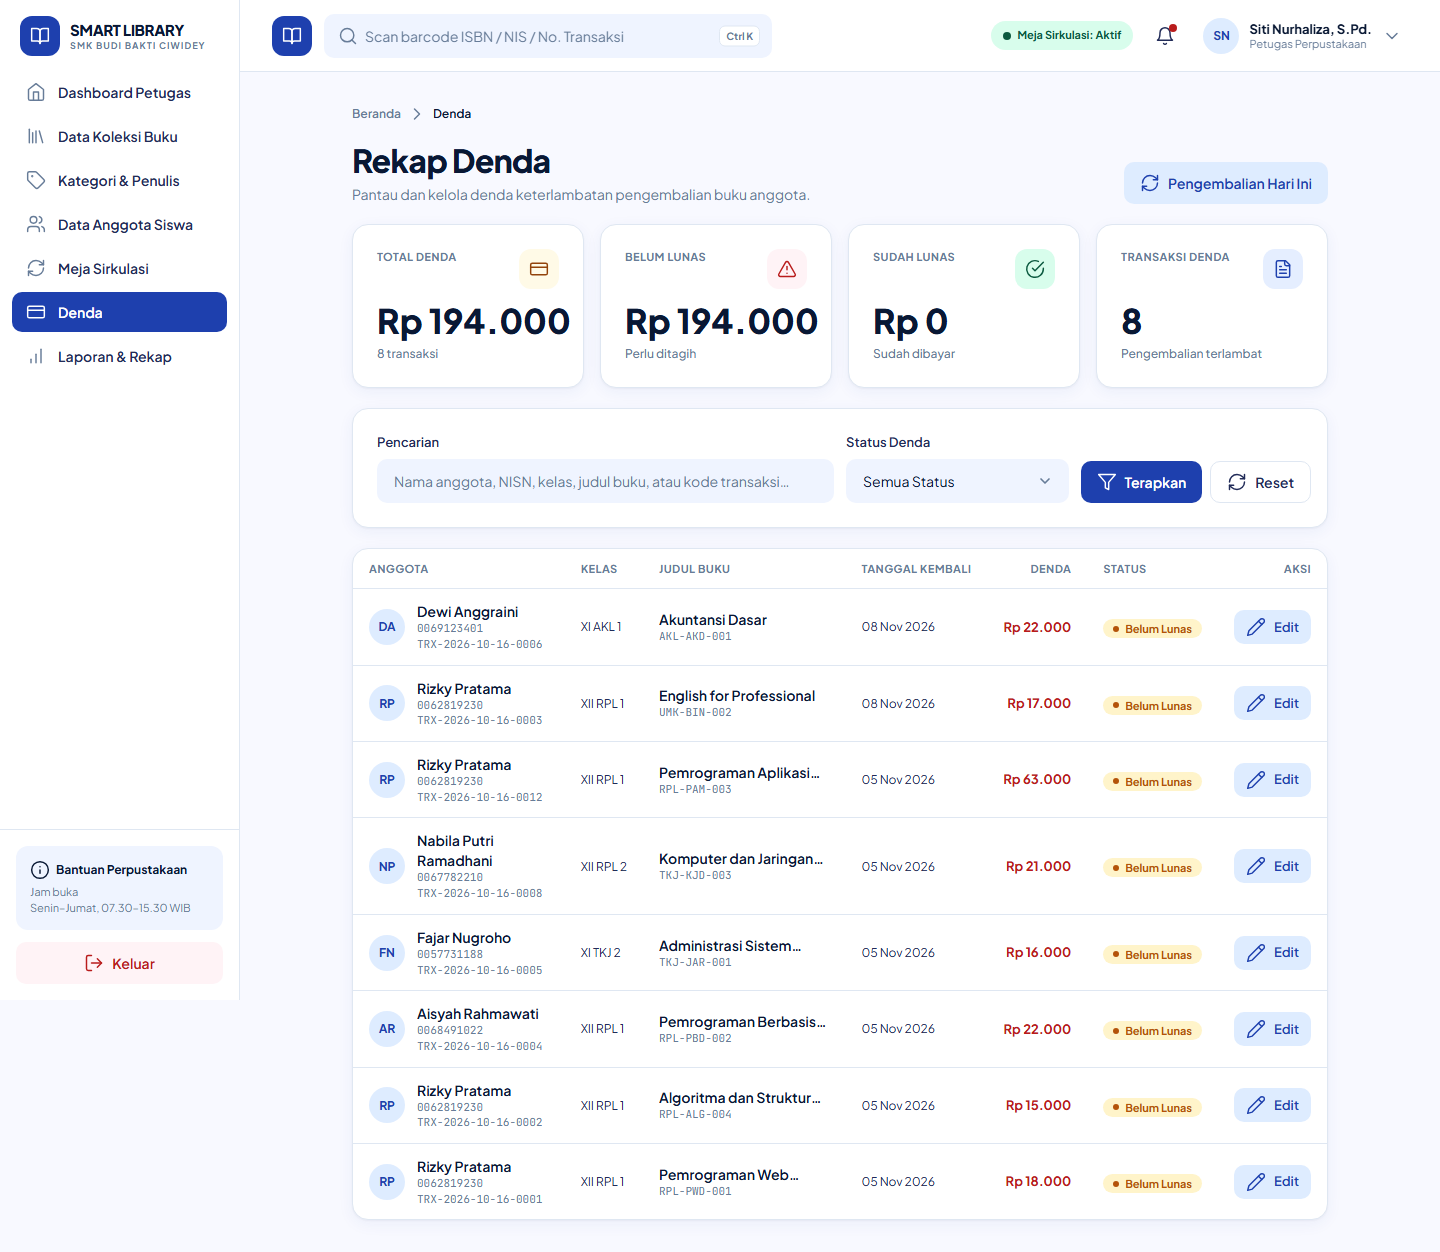 SMART LIBRARY
SMK BUDI BAKTI CIWIDEY
Dashboard Petugas
Data Koleksi Buku
Kategori & Penulis
Data Anggota Siswa
Meja Sirkulasi
Denda
Laporan & Rekap
Bantuan Perpustakaan
Jam buka
Senin–Jumat, 07.30–15.30 WIB
Keluar
Scan barcode ISBN / NIS / No. Transaksi
Ctrl K
Meja Sirkulasi: Aktif
SN
Siti Nurhaliza, S.Pd.
Petugas Perpustakaan
Beranda > Denda
Rekap Denda
Pantau dan kelola denda keterlambatan pengembalian buku anggota.
Pengembalian Hari Ini
TOTAL DENDA
Rp 194.000
8 transaksi
BELUM LUNAS
Rp 194.000
Perlu ditagih
SUDAH LUNAS
Rp 0
Sudah dibayar
TRANSAKSI DENDA
8
Pengembalian terlambat
Pencarian
Nama anggota, NISN, kelas, judul buku, atau kode transaksi...
Status Denda
Semua Status
Terapkan
Reset
ANGGOTA KELAS JUDUL BUKU TANGGAL KEMBALI DENDA STATUS AKSI
DA Dewi Anggraini
0069123401
TRX-2026-10-16-0006
XI AKL 1
Akuntansi Dasar
AKL-AKD-001
08 Nov 2026
Rp 22.000
Belum Lunas
Edit
RP Rizky Pratama
0062819230
TRX-2026-10-16-0003
XII RPL 1
English for Professional
UMK-BIN-002
08 Nov 2026
Rp 17.000
Belum Lunas
Edit
RP Rizky Pratama
0062819230
TRX-2026-10-16-0012
XII RPL 1
Pemrograman Aplikasi...
RPL-PAM-003
05 Nov 2026
Rp 63.000
Belum Lunas
Edit
NP Nabila Putri
Ramadhani
0067782210
TRX-2026-10-16-0008
XII RPL 2
Komputer dan Jaringan...
TKJ-KJD-003
05 Nov 2026
Rp 21.000
Belum Lunas
Edit
FN Fajar Nugroho
0057731188
TRX-2026-10-16-0005
XI TKJ 2
Administrasi Sistem...
TKJ-JAR-001
05 Nov 2026
Rp 16.000
Belum Lunas
Edit
AR Aisyah Rahmawati
0068491022
TRX-2026-10-16-0004
XII RPL 1
Pemrograman Berbasis...
RPL-PBD-002
05 Nov 2026
Rp 22.000
Belum Lunas
Edit
RP Rizky Pratama
0062819230
TRX-2026-10-16-0002
XII RPL 1
Algoritma dan Struktur...
RPL-ALG-004
05 Nov 2026
Rp 15.000
Belum Lunas
Edit
RP Rizky Pratama
0062819230
TRX-2026-10-16-0001
XII RPL 1
Pemrograman Web...
RPL-PWD-001
05 Nov 2026
Rp 18.000
Belum Lunas
Edit